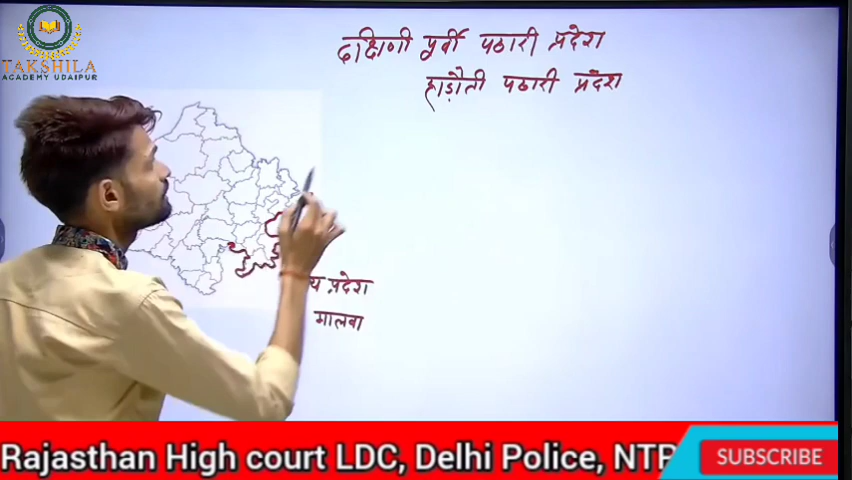 TAKSHILA
ACADEMY UDAIPUR
दक्षिणी पूर्वी पठारी प्रदेश
हाड़ौती पठारी प्रदेश
य प्रदेश
मालवा
Rajasthan High court LDC, Delhi Police, NTP
SUBSCRIBE